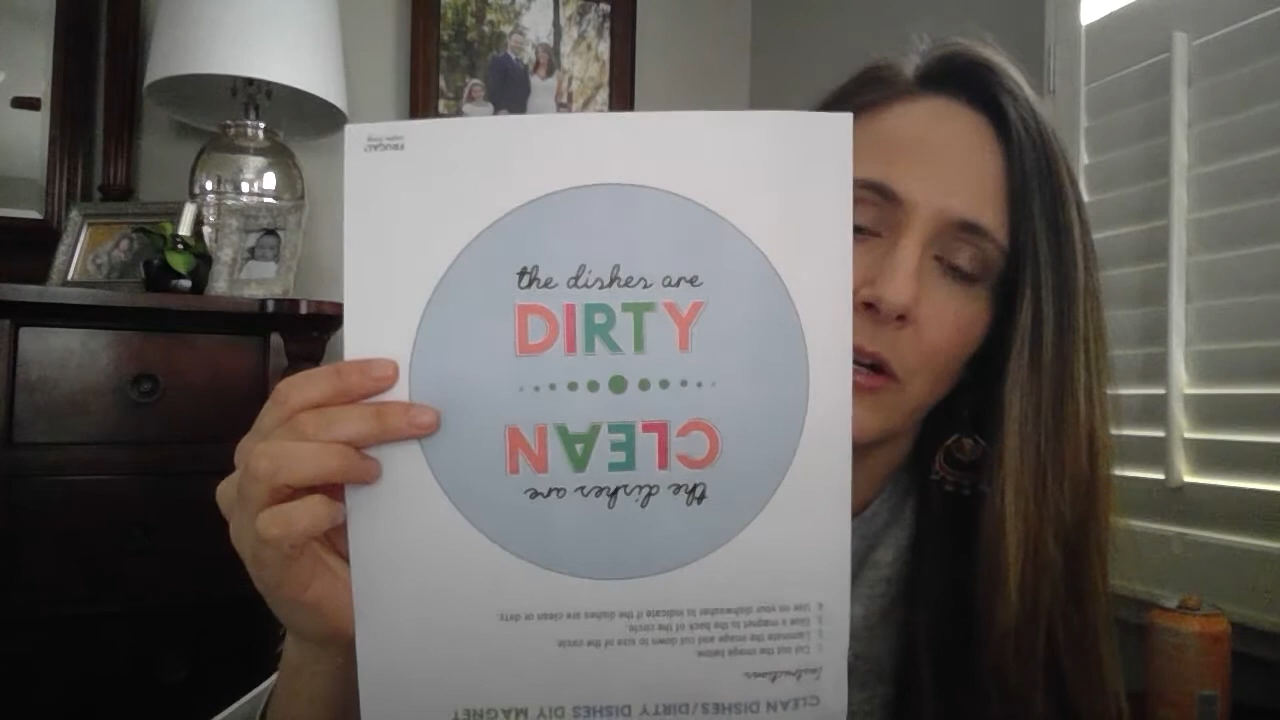 the dishes are
DIRTY
CLEAN
the dishes are
CLEAN DISHES/DIRTY DISHES DIY MAGNET
Instructions
1. Cut out the image below.
2. Laminate the image and cut down to size of the circle.
3. Glue a magnet to the back of the circle.
4. Use on your dishwasher to indicate if the dishes are clean or dirty.
FRUGAL